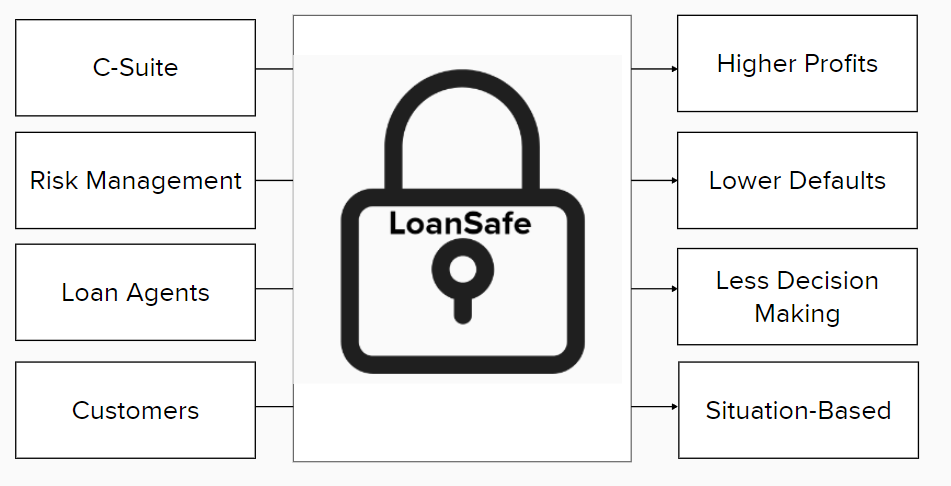 C-Suite
Higher Profits
Risk Management
Lower Defaults
LoanSafe
Loan Agents
Less Decision
Making
Customers
Situation-Based